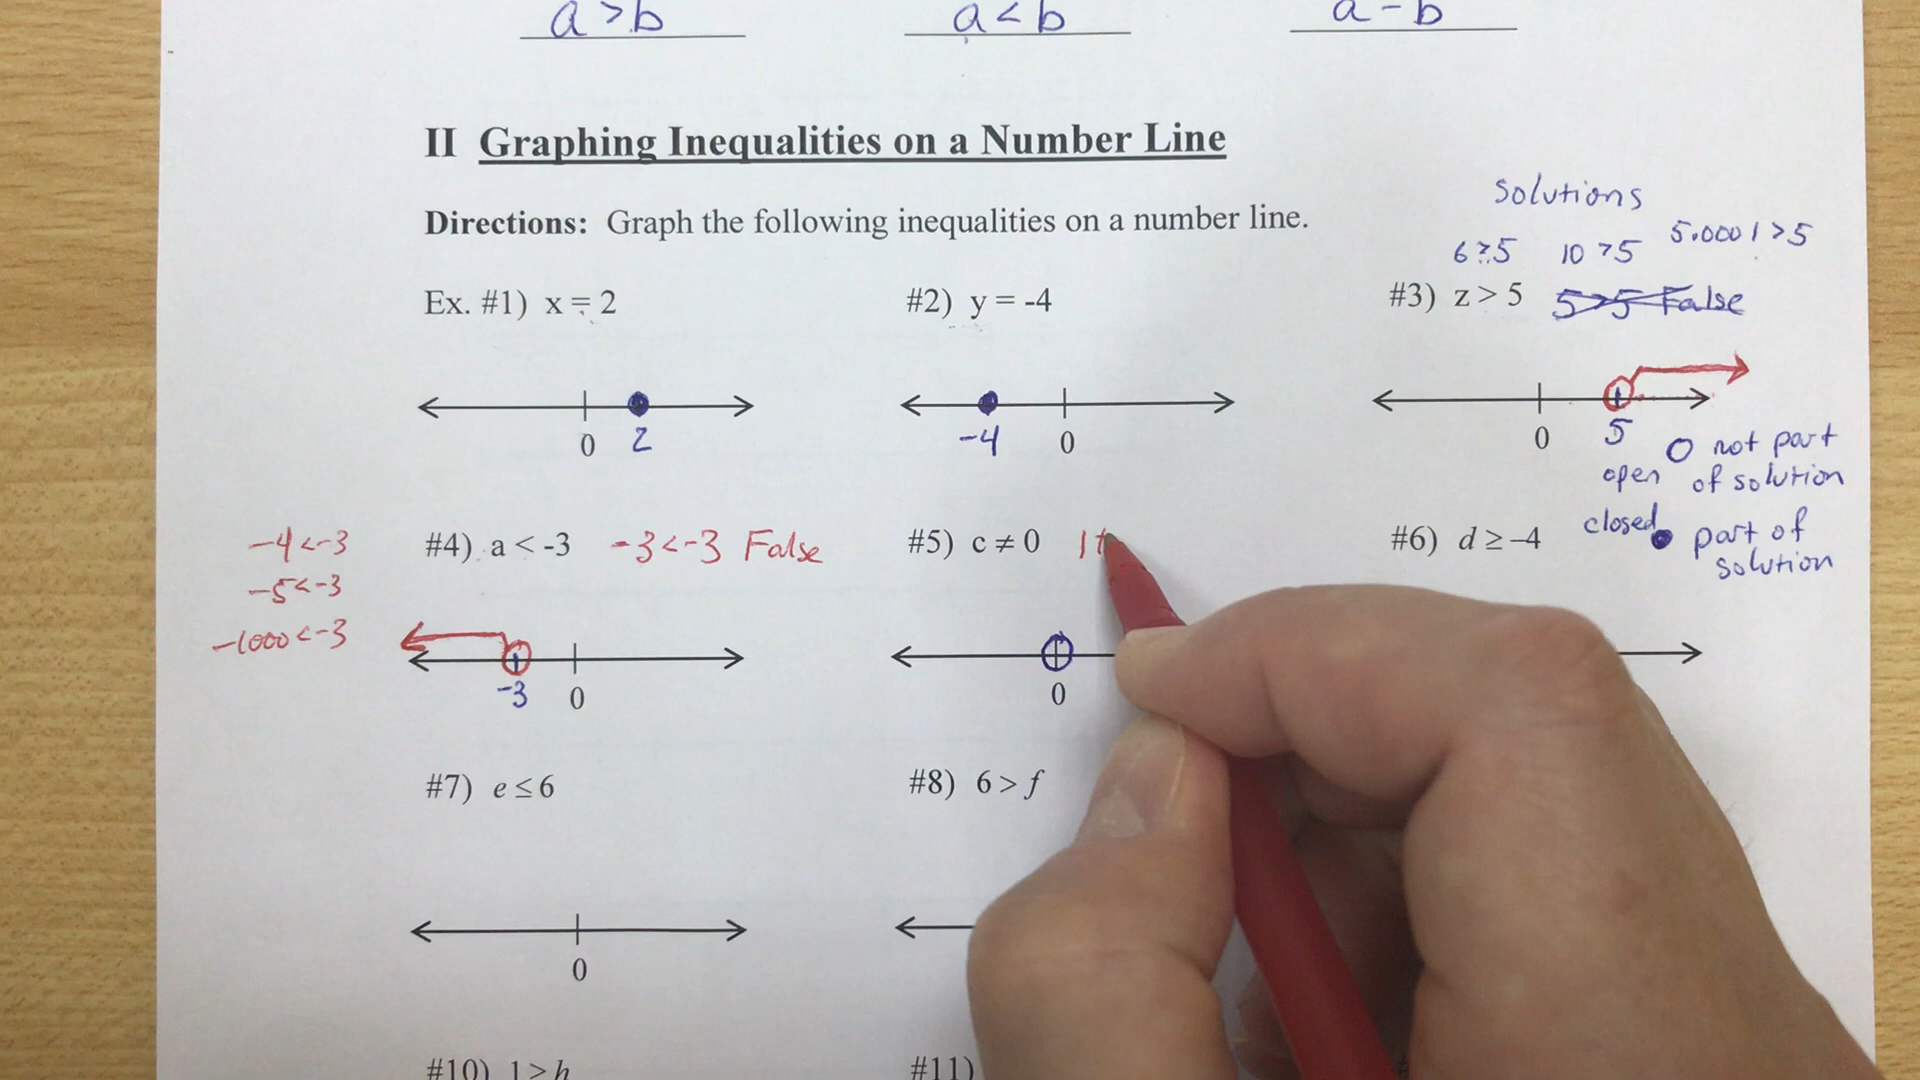 a > b a < b a - b
II Graphing Inequalities on a Number Line
Directions: Graph the following inequalities on a number line.
solutions
6 > 5 10 > 5 5.0001 > 5
Ex. #1) x = 2 #2) y = -4 #3) z > 5 5 > 5 False
0 2 -4 0 0 5
O not part
open of solution
closed part of
solution
-4 < -3 #4) a < -3 -3 < -3 False #5) c ≠ 0 #6) d ≥ -4
-5 < -3
-1000 < -3
-3 0 0
#7) e ≤ 6 #8) 6 > f
0
#10) 1 > h #11)